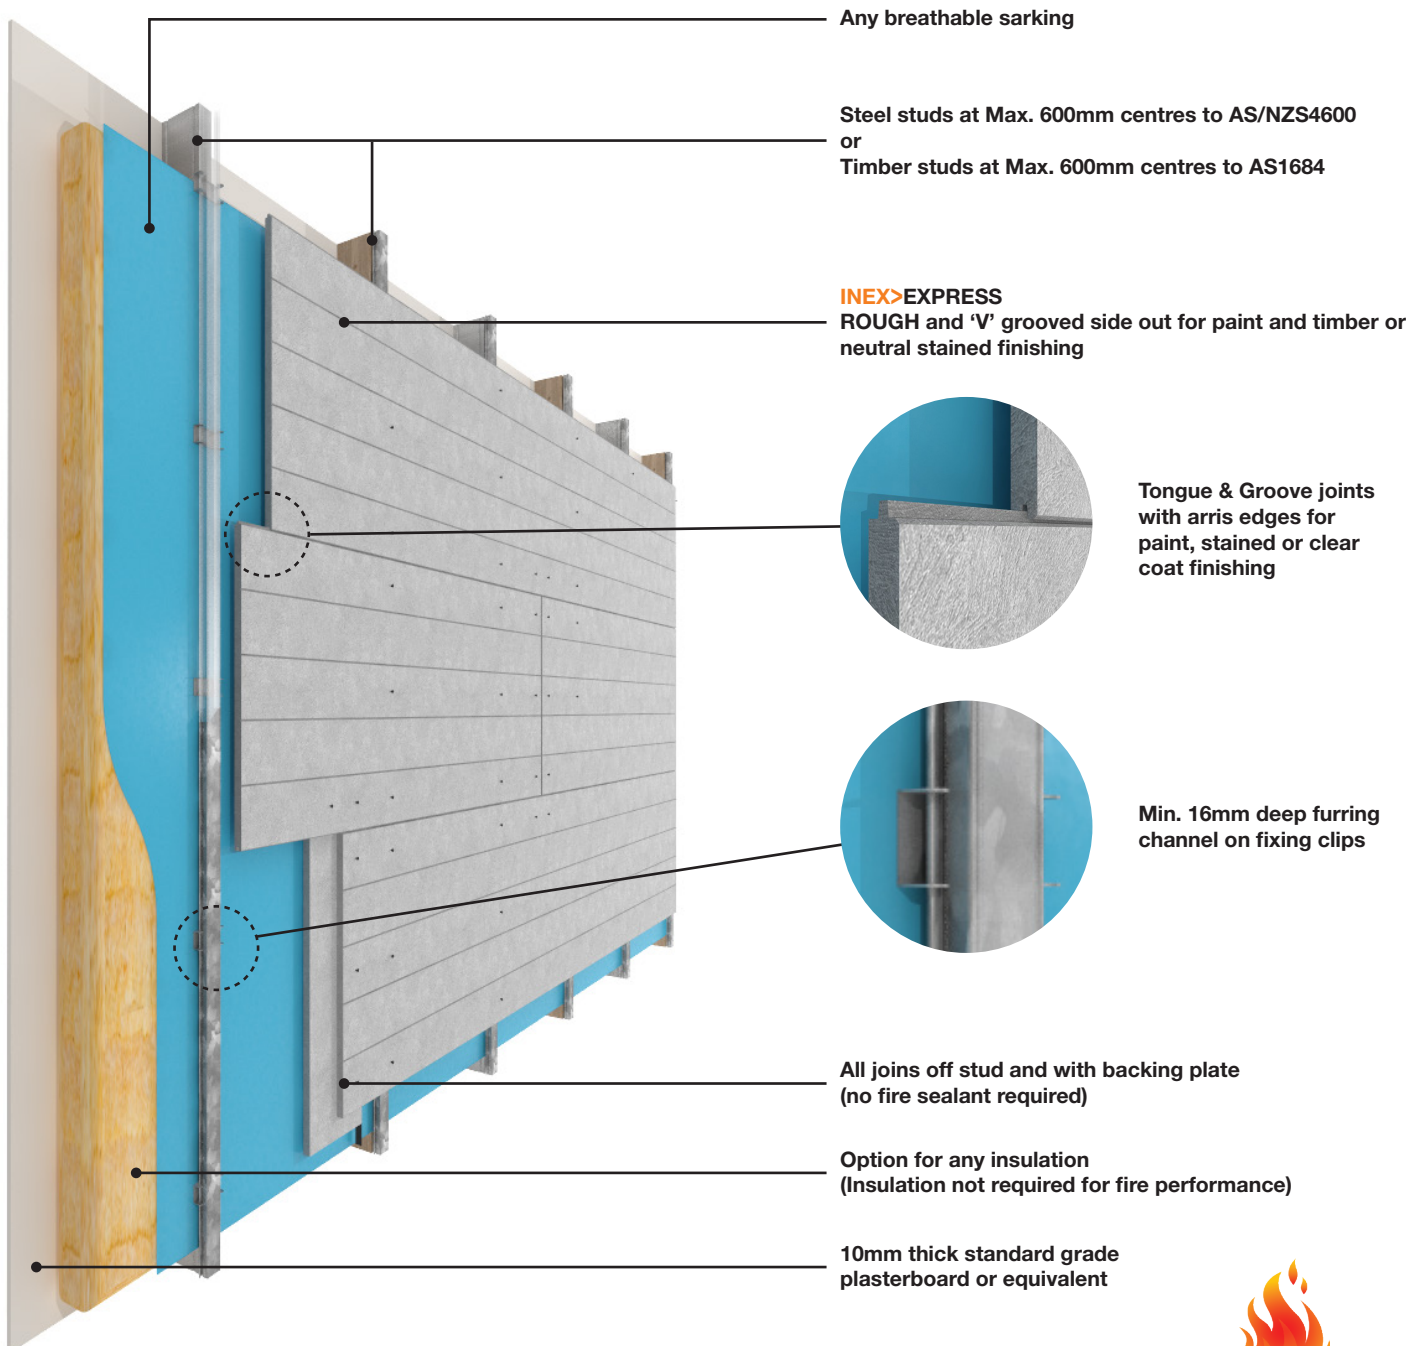 Any breathable sarking
Steel studs at Max. 600mm centres to AS/NZS4600
or
Timber studs at Max. 600mm centres to AS1684
INEX>EXPRESS
ROUGH and ‘V’ grooved side out for paint and timber or
neutral stained finishing
Tongue & Groove joints
with arris edges for
paint, stained or clear
coat finishing
Min. 16mm deep furring
channel on fixing clips
All joins off stud and with backing plate
(no fire sealant required)
Option for any insulation
(Insulation not required for fire performance)
10mm thick standard grade
plasterboard or equivalent